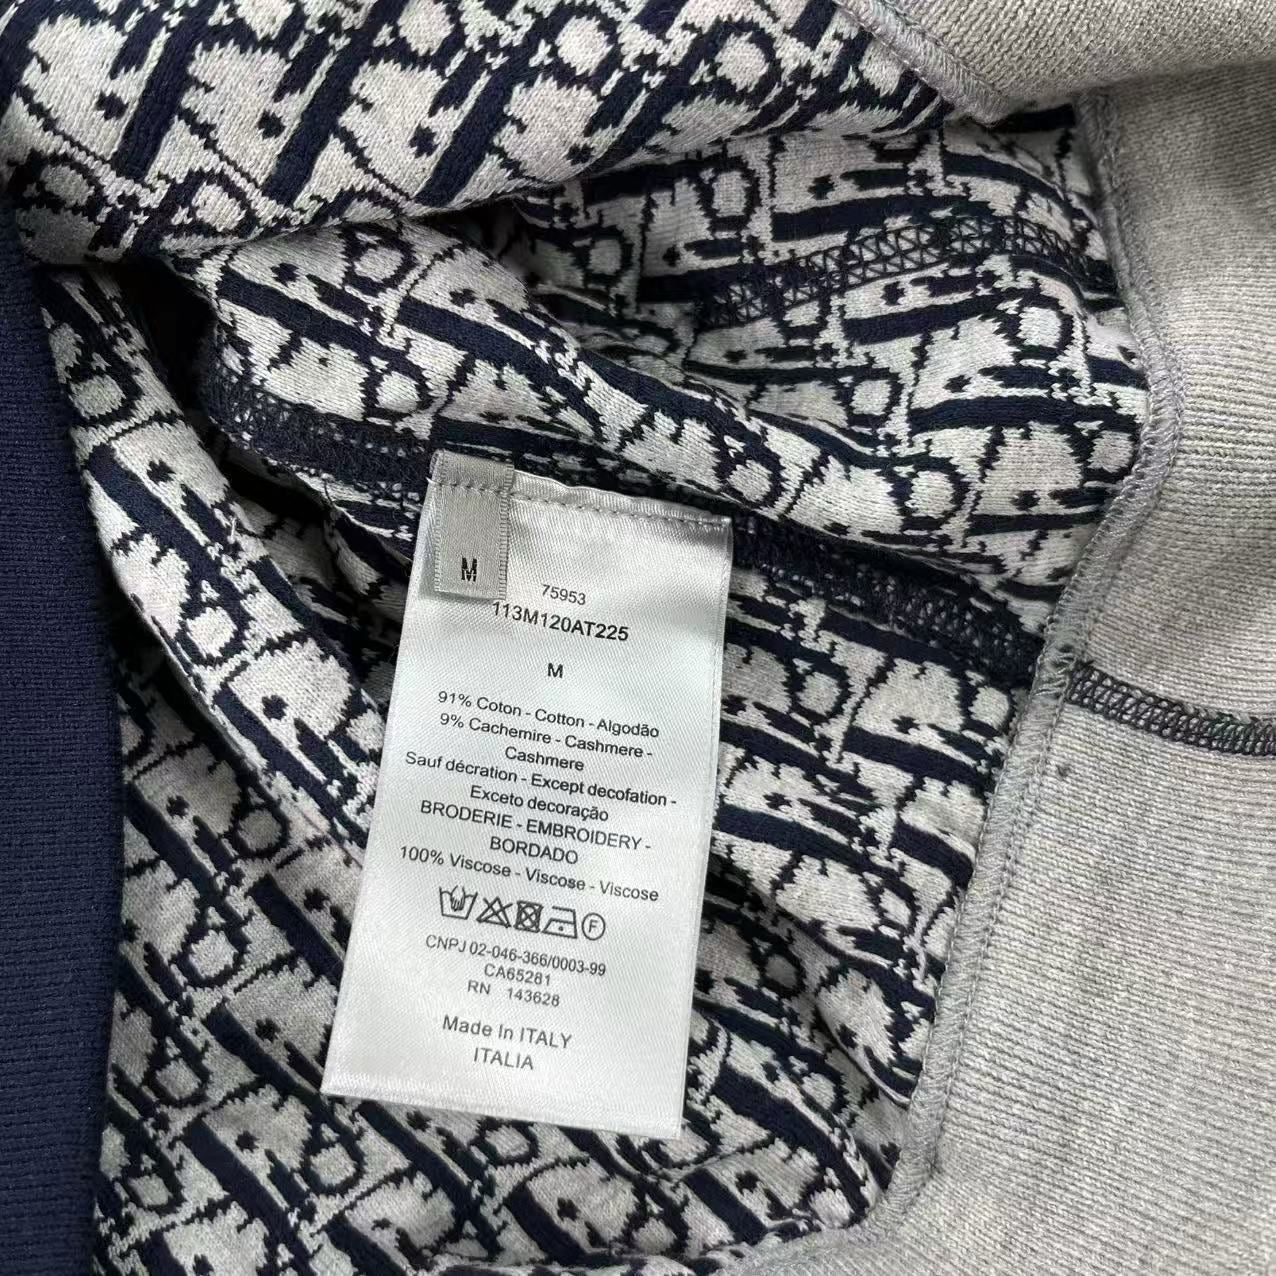 M
75953
113M120AT225
M
91% Coton - Cotton - Algodão
9% Cachemire - Cashmere -
Cashmere
Sauf décration - Except decofation -
Exceto decoração
BRODERIE - EMBROIDERY -
BORDADO
100% Viscose - Viscose - Viscose
F
CNPJ 02-046-366/0003-99
CA65281
RN 143628
Made In ITALY
ITALIA